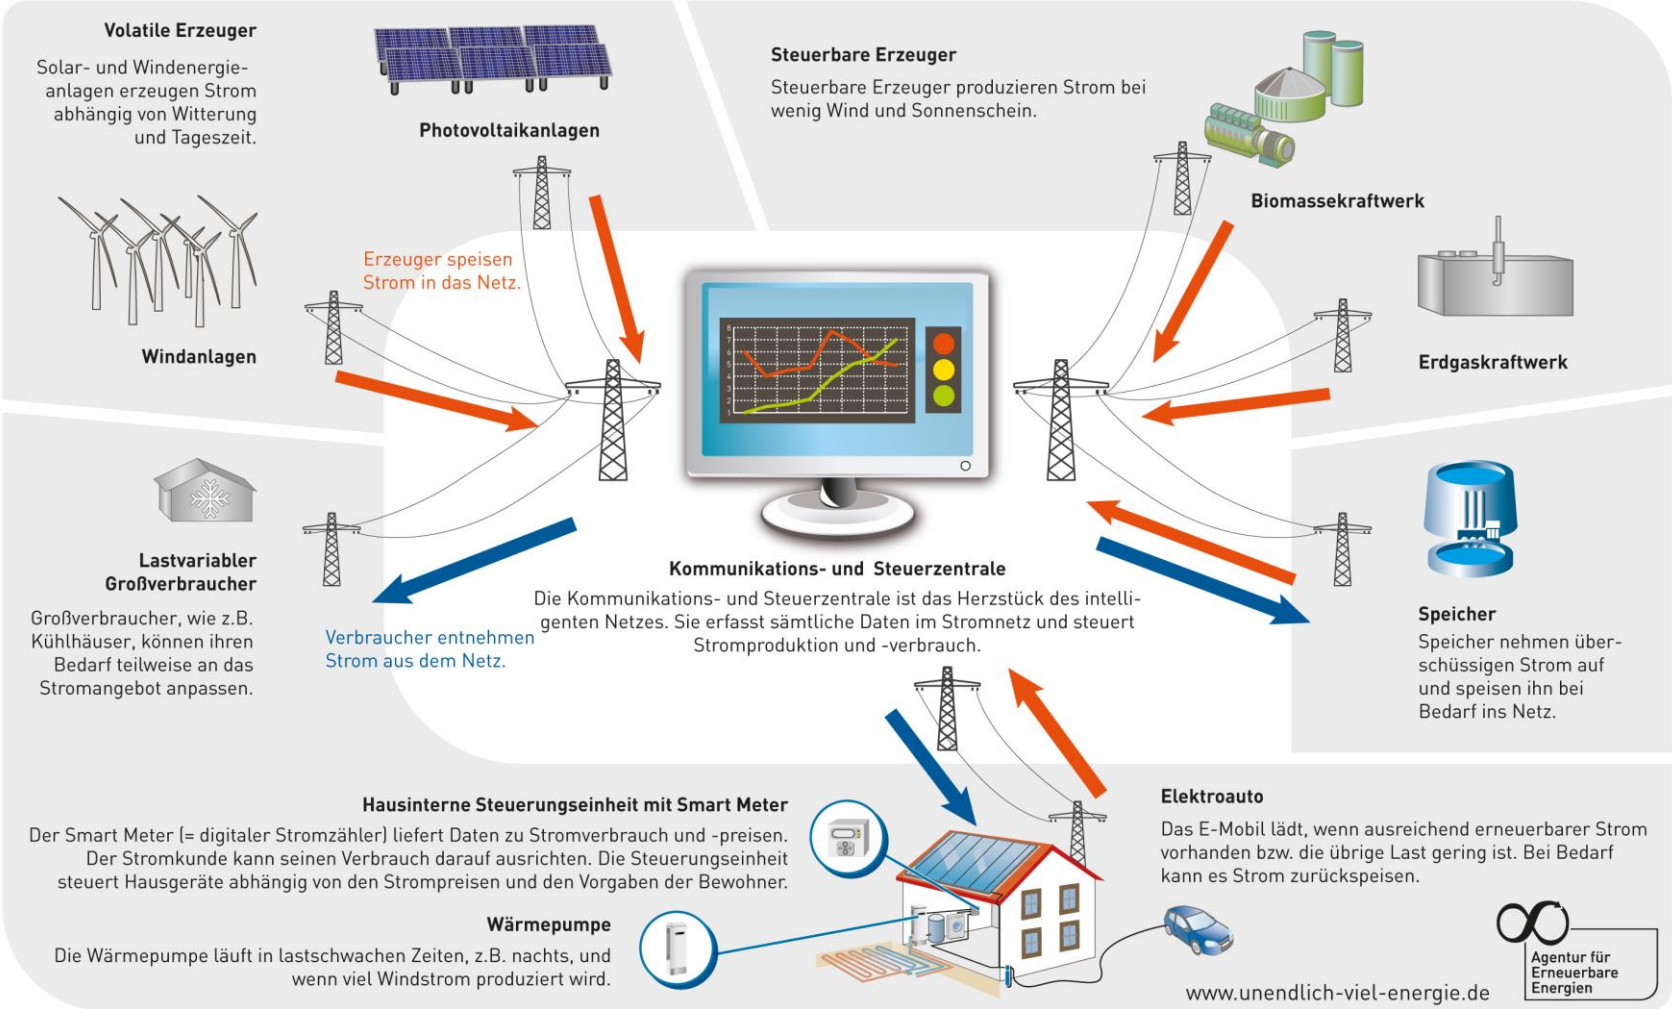 Volatile Erzeuger
Solar- und Windenergie-
anlagen erzeugen Strom
abhängig von Witterung
und Tageszeit.
Photovoltaikanlagen
Windanlagen
Steuerbare Erzeuger
Steuerbare Erzeuger produzieren Strom bei
wenig Wind und Sonnenschein.
Biomassekraftwerk
Erdgaskraftwerk
Erzeuger speisen
Strom in das Netz.
8
7
6
5
4
3
2
1
Lastvariabler
Großverbraucher
Großverbraucher, wie z.B.
Kühlhäuser, können ihren
Bedarf teilweise an das
Stromangebot anpassen.
Verbraucher entnehmen
Strom aus dem Netz.
Kommunikations- und Steuerzentrale
Die Kommunikations- und Steuerzentrale ist das Herzstück des intelli-
genten Netzes. Sie erfasst sämtliche Daten im Stromnetz und steuert
Stromproduktion und -verbrauch.
Speicher
Speicher nehmen über-
schüssigen Strom auf
und speisen ihn bei
Bedarf ins Netz.
Hausinterne Steuerungseinheit mit Smart Meter
Der Smart Meter (= digitaler Stromzähler) liefert Daten zu Stromverbrauch und -preisen.
Der Stromkunde kann seinen Verbrauch darauf ausrichten. Die Steuerungseinheit
steuert Hausgeräte abhängig von den Strompreisen und den Vorgaben der Bewohner.
Wärmepumpe
Die Wärmepumpe läuft in lastschwachen Zeiten, z.B. nachts, und
wenn viel Windstrom produziert wird.
Elektroauto
Das E-Mobil lädt, wenn ausreichend erneuerbarer Strom
vorhanden bzw. die übrige Last gering ist. Bei Bedarf
kann es Strom zurückspeisen.
www.unendlich-viel-energie.de
Agentur für
Erneuerbare
Energien